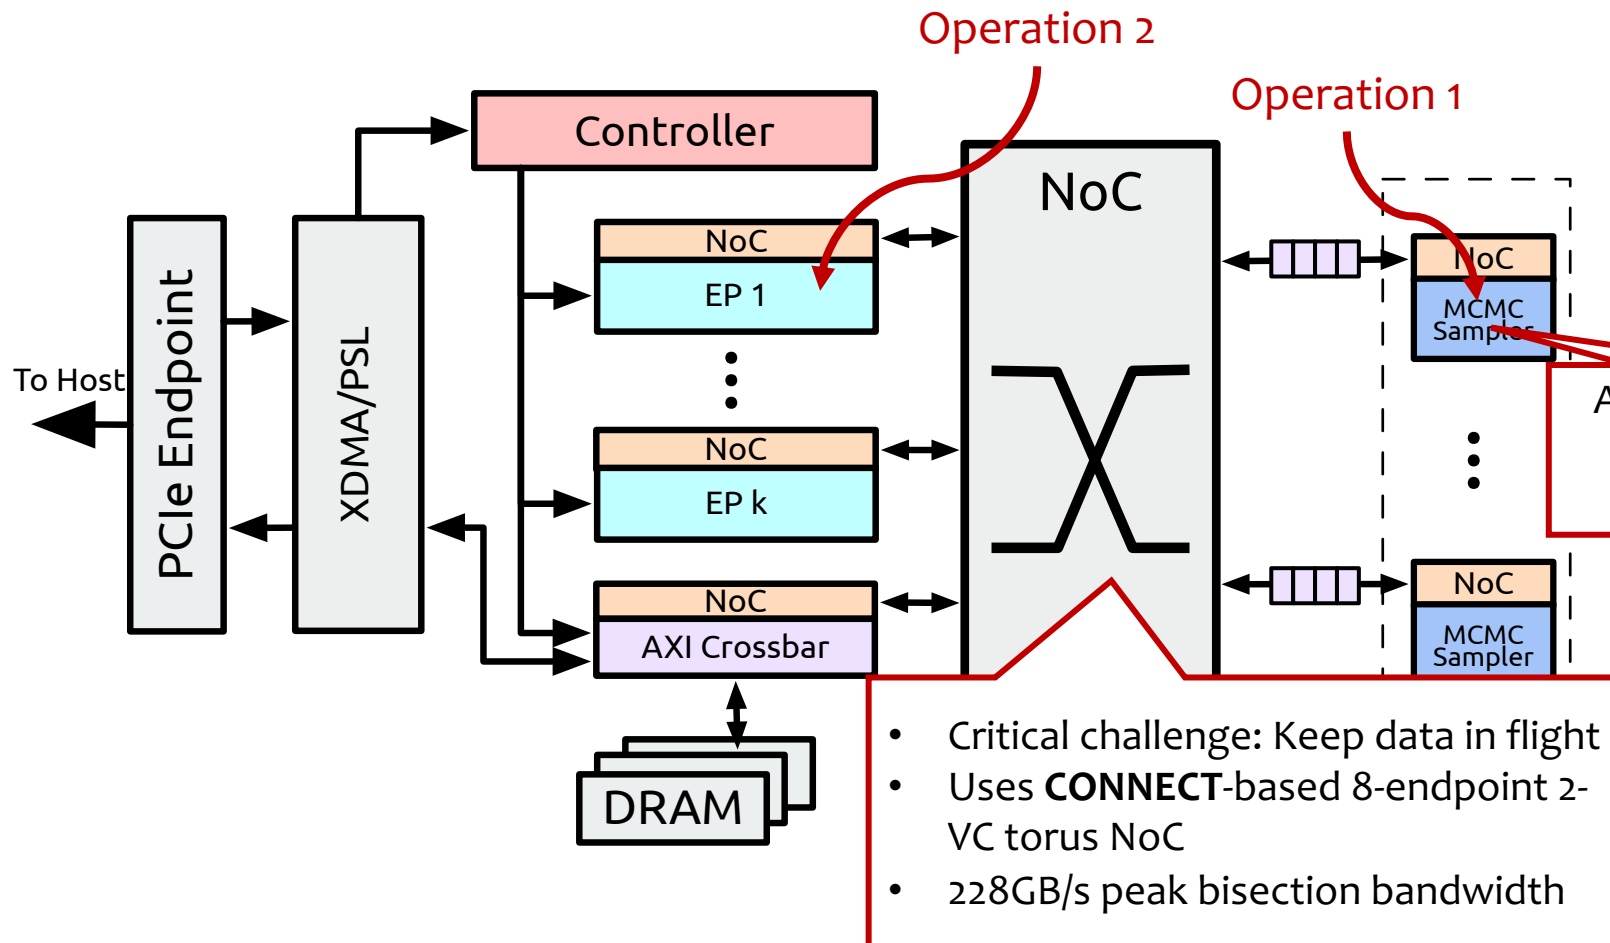 Operation 2
Operation 1
Controller
NoC
NoC
EP 1
NoC
MCMC
Sampler
To Host
PCIe Endpoint
XDMA/PSL
A
NoC
EP k
NoC
AXI Crossbar
NoC
MCMC
Sampler
DRAM
• Critical challenge: Keep data in flight
• Uses CONNECT-based 8-endpoint 2-
VC torus NoC
• 228GB/s peak bisection bandwidth